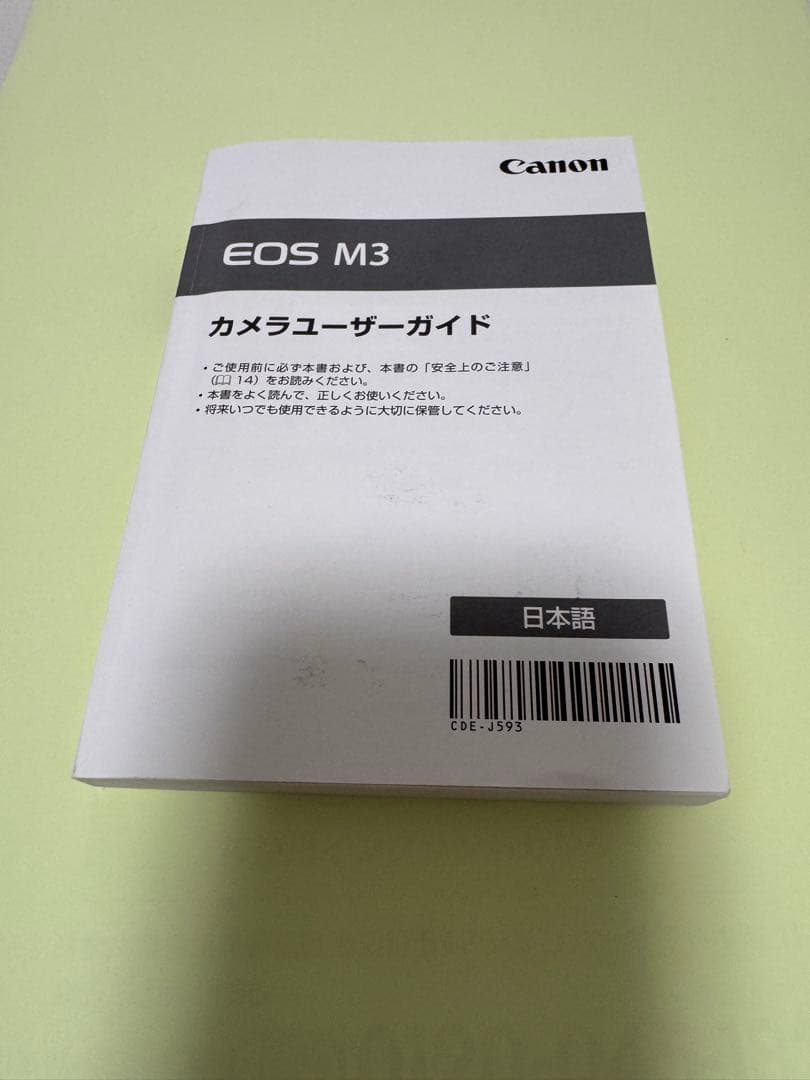 Canon
EOS M3
カメラユーザーガイド
・ご使用前に必ず本書および、本書の「安全上のご注意」
（📖 14）をお読みください。
・本書をよく読んで、正しくお使いください。
・将来いつでも使用できるように大切に保管してください。
日本語
CDE-J593